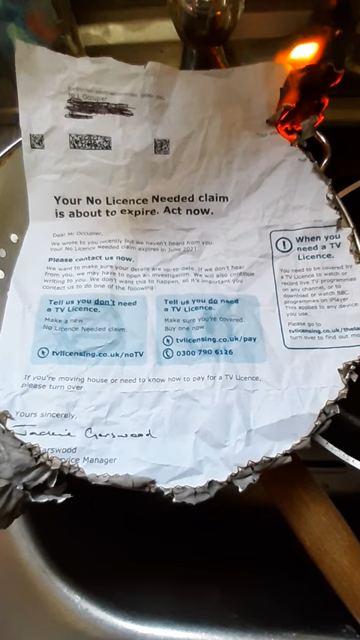 Mr L Occupier
Your No Licence Needed claim
is about to expire. Act now.
Dear Mr Occupier,
We wrote to you recently but we haven't heard from you.
Your No Licence Needed claim expires in June 2021.
Please contact us now.
We want to make sure your details are up-to-date. If we don't hear
from you, we may have to open an investigation. We will also continue
writing to you. We don't want this to happen, so it's important you
contact us to do one of the following:
Tell us you don't need
a TV Licence.
Make a new
No Licence Needed claim
tvlicensing.co.uk/noTV
Tell us you do need
a TV Licence.
Make sure you're covered.
Buy one now
tvlicensing.co.uk/pay
0300 790 6126
When you
need a TV
Licence.
You need to be covered by
a TV Licence to watch or
record live TV programmes
on any channel, or to
download or watch BBC
programmes on iPlayer.
This applies to any device
you use.
Please go to
turn over to find out
If you're moving house or need to know how to pay for a TV Licence,
please turn over
Yours sincerely,
arswood
ervice Manager